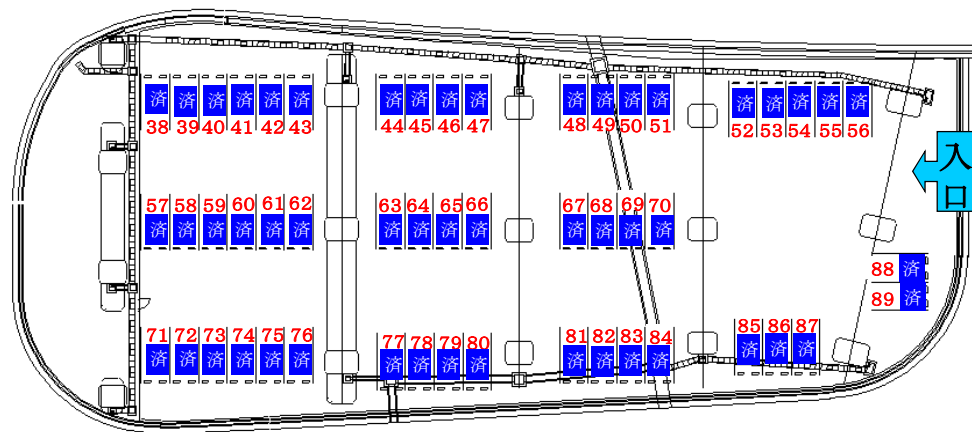 済 済 済 済 済 済 済 済 済 済 済 済 済 済 済 済 済 済 済
38 39 40 41 42 43 44 45 46 47 48 49 50 51 52 53 54 55 56
入口
57 58 59 60 61 62 63 64 65 66 67 68 69 70
済 済 済 済 済 済 済 済 済 済 済 済 済 済
88 済
89 済
71 72 73 74 75 76 77 78 79 80 81 82 83 84 85 86 87
済 済 済 済 済 済 済 済 済 済 済 済 済 済 済 済 済